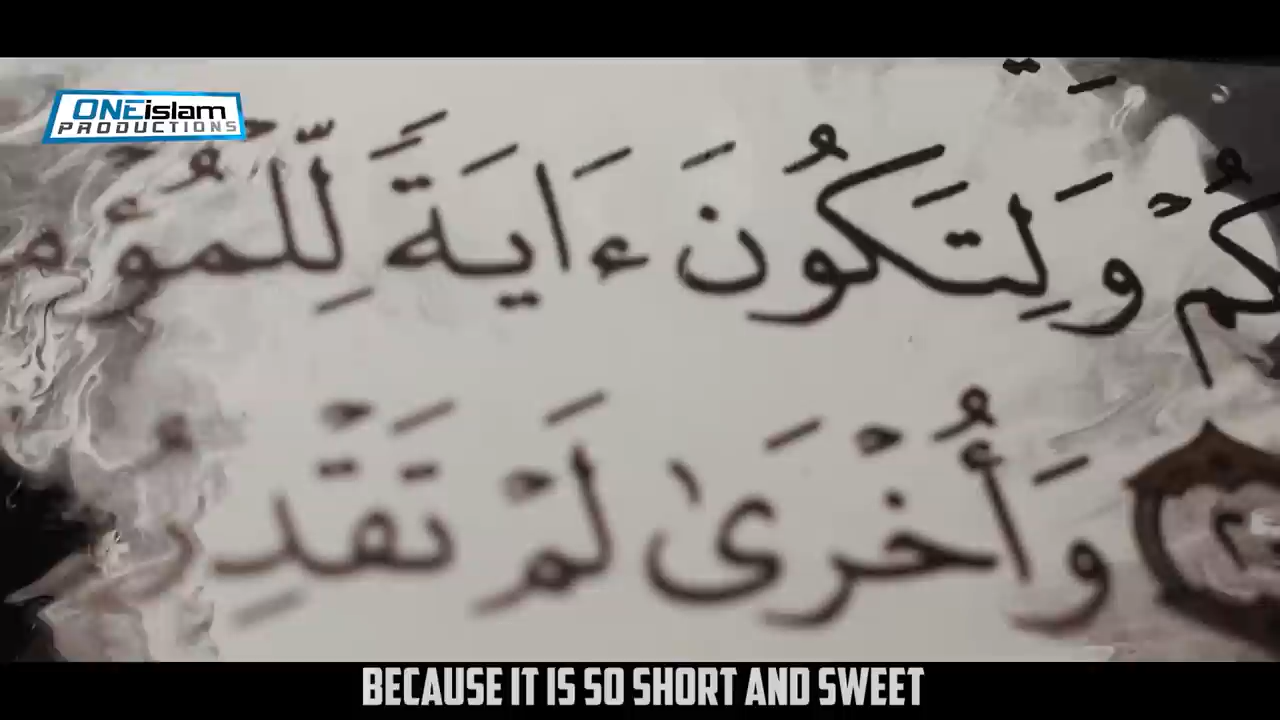 ONEislam
PRODUCTIONS
كُمْ وَلِتَكُونَ ءَايَةً لِّلْمُؤْمِ
وَأُخْرَىٰ لَمْ تَقْدِرُ
BECAUSE IT IS SO SHORT AND SWEET